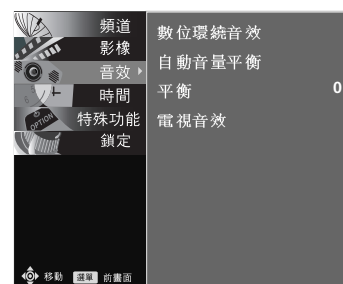 頻道
影像
音效
時間
特殊功能
鎖定
數位環繞音效
自動音量平衡
平衡 0
電視音效
OPTION
移動 選單 前畫面